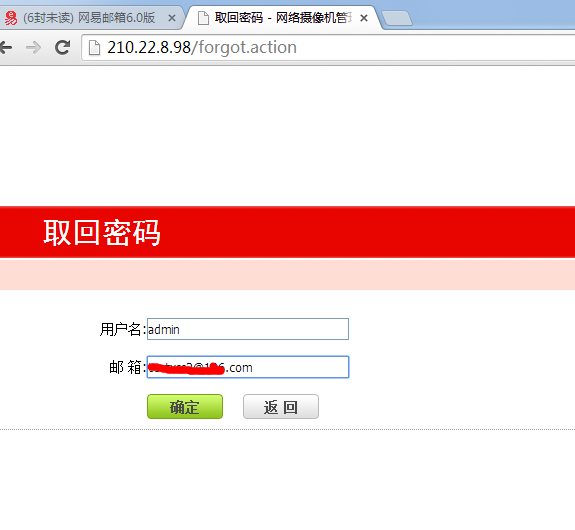 (6封未读) 网易邮箱6.0版
取回密码 - 网络摄像机管
210.22.8.98/forgot.action
取回密码
用户名:admin
邮 箱: .com
确定
返 回